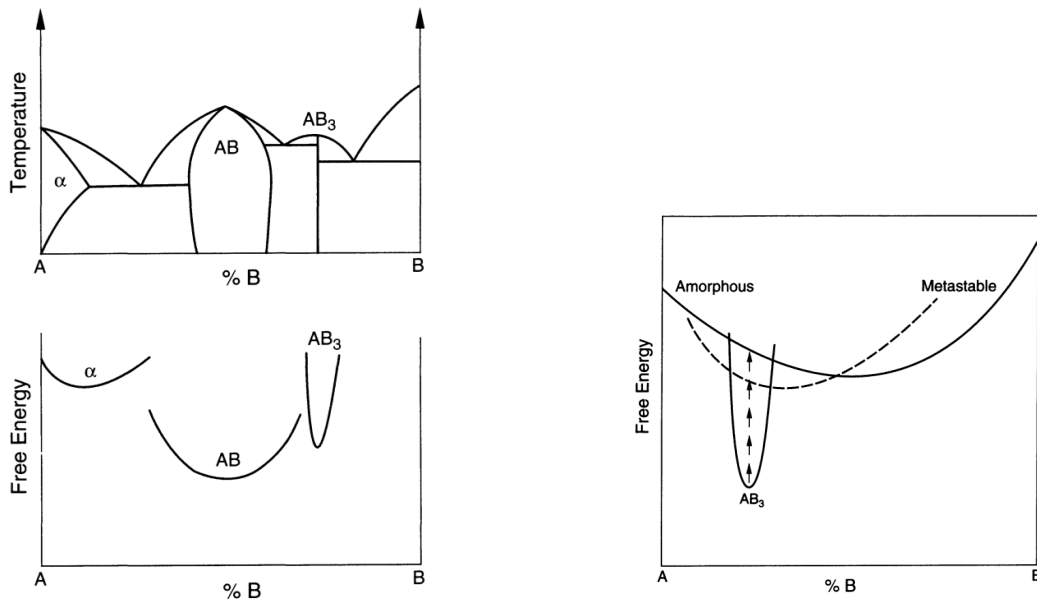 Temperature
α
AB
AB₃
A
% B
B
Free Energy
α
AB
AB₃
A
% B
B
Free Energy
Amorphous
Metastable
AB₃
A
% B
B